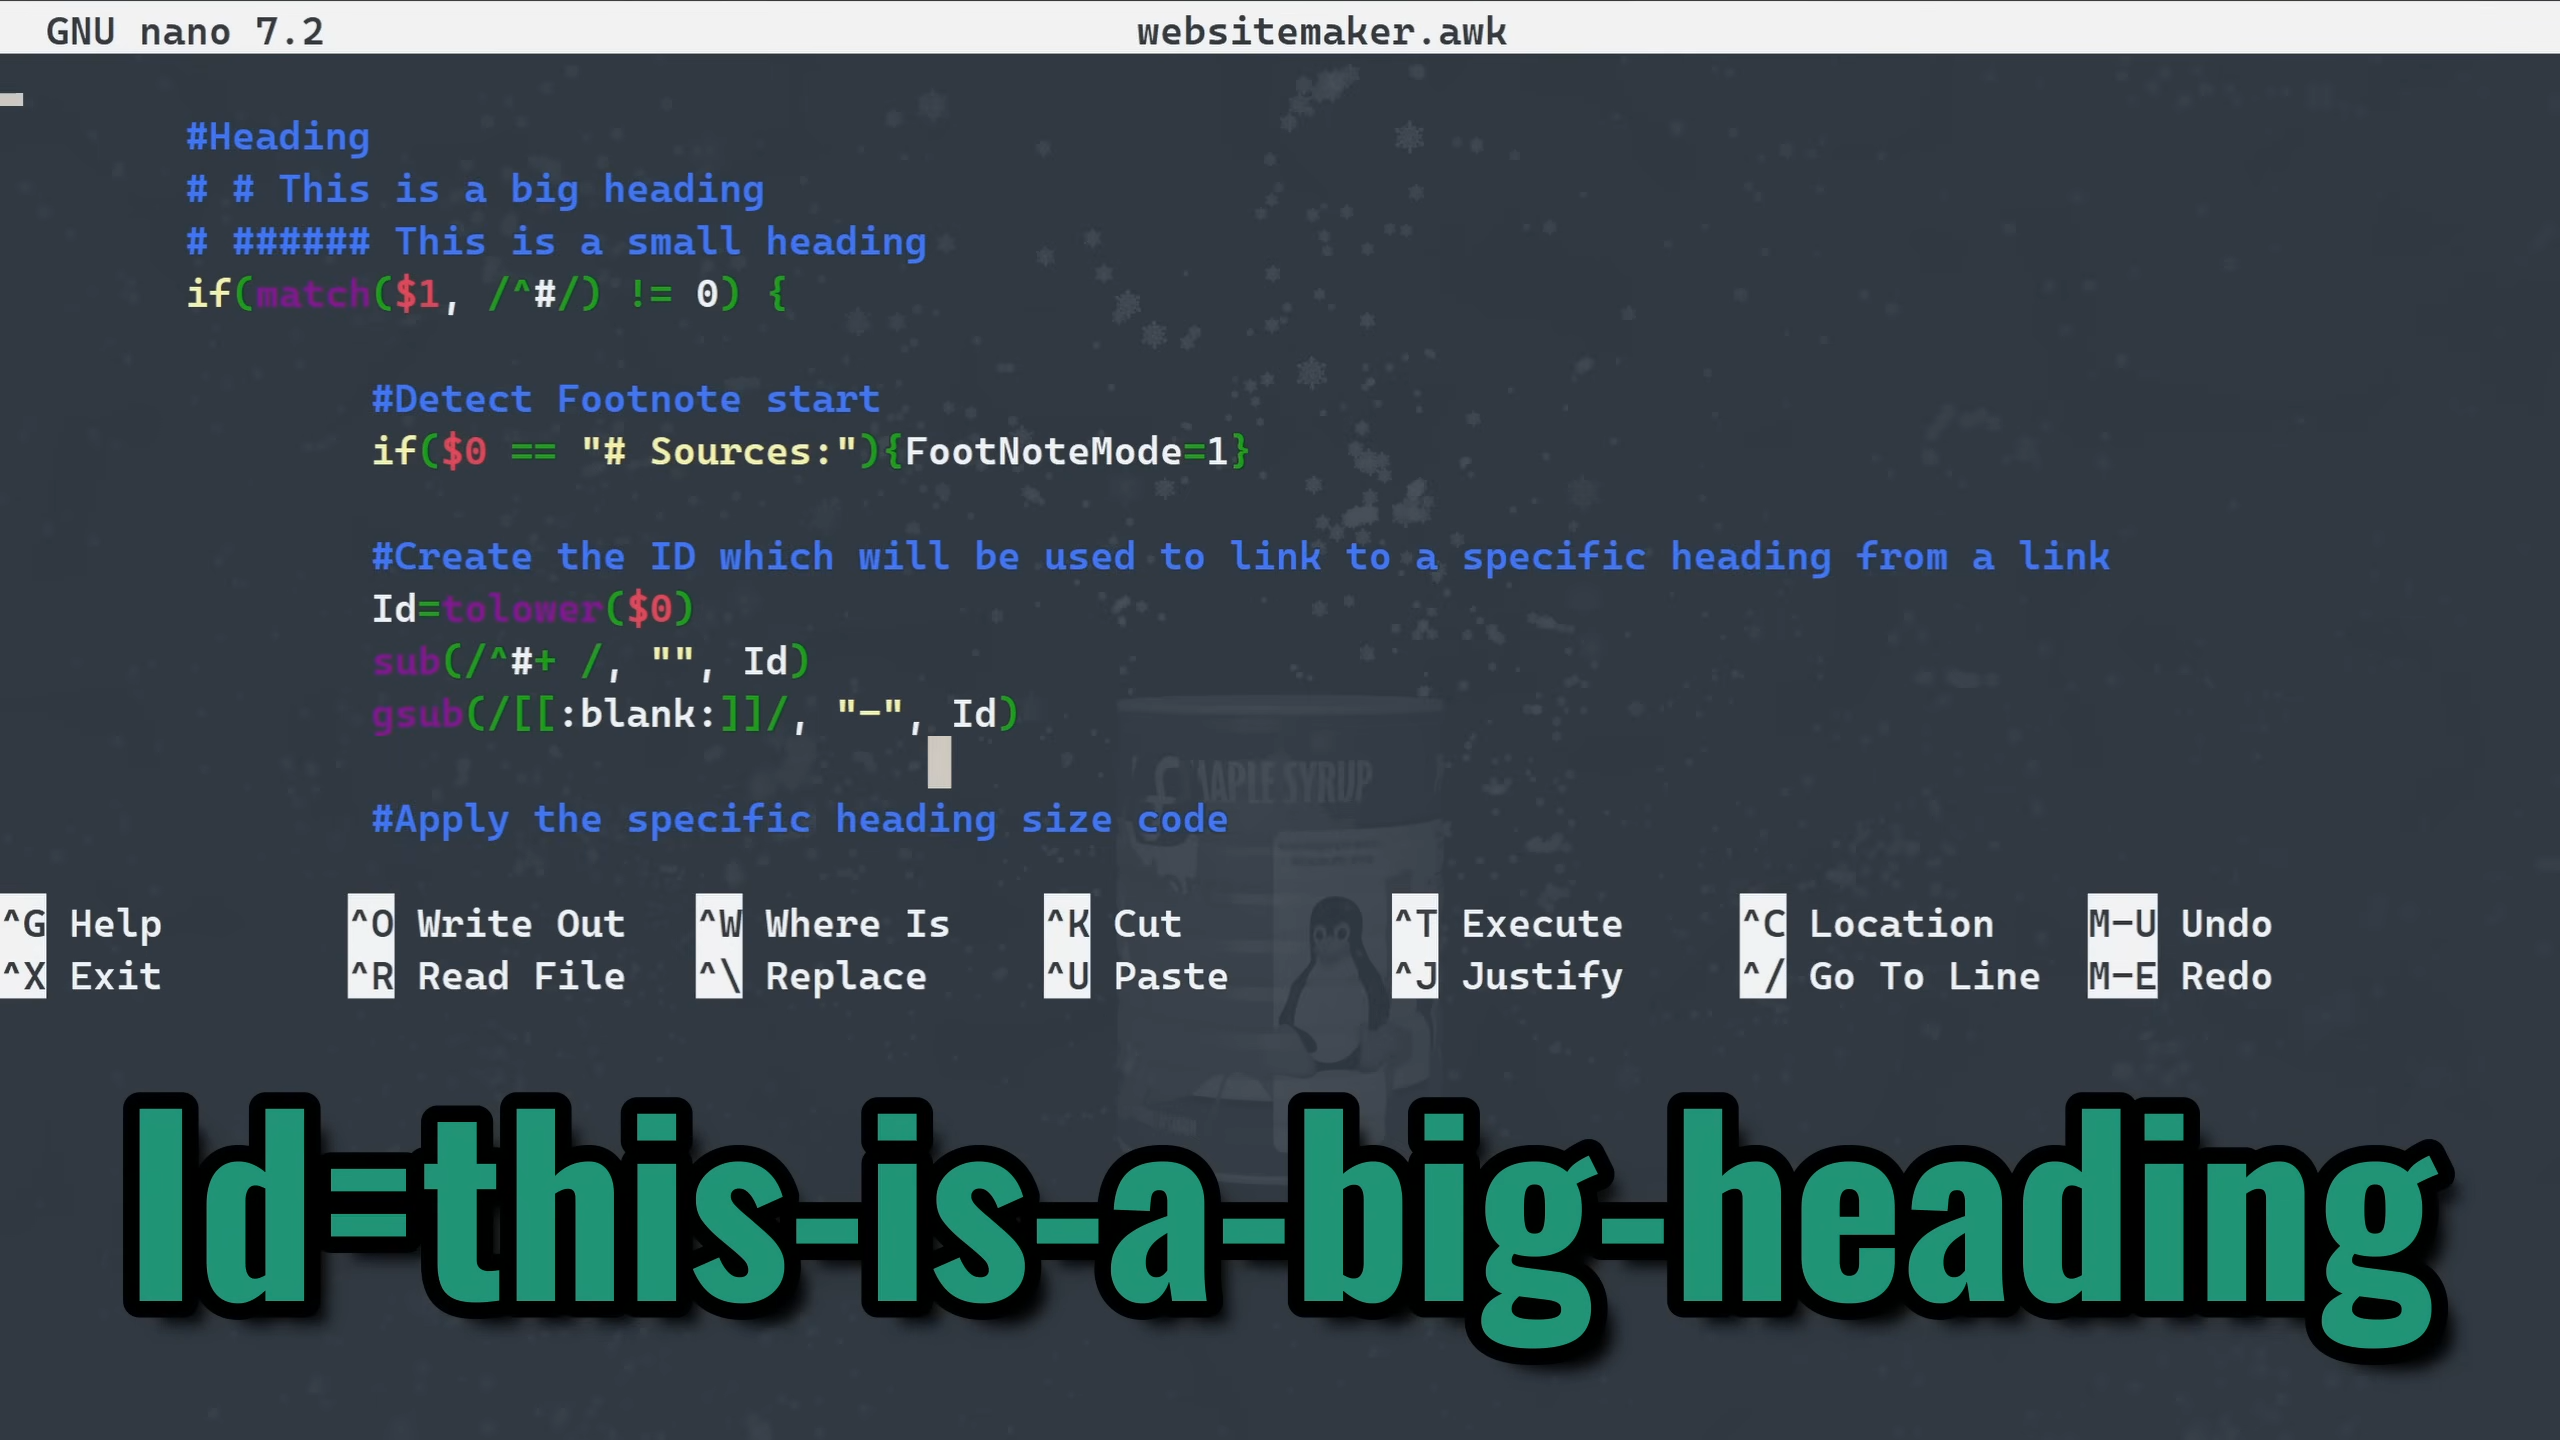 GNU nano 7.2 websitemaker.awk
#Heading
# # This is a big heading
# ###### This is a small heading
if(match($1, /^#/) != 0) {
#Detect Footnote start
if($0 == "# Sources:"){FootNoteMode=1}
#Create the ID which will be used to link to a specific heading from a link
Id=tolower($0)
sub(/^#+ /, "", Id)
gsub(/[[:blank:]]/, "-", Id)
#Apply the specific heading size code
^G Help ^O Write Out ^W Where Is ^K Cut ^T Execute ^C Location M-U Undo
^X Exit ^R Read File ^\ Replace ^U Paste ^J Justify ^/ Go To Line M-E Redo
Id=this-is-a-big-heading